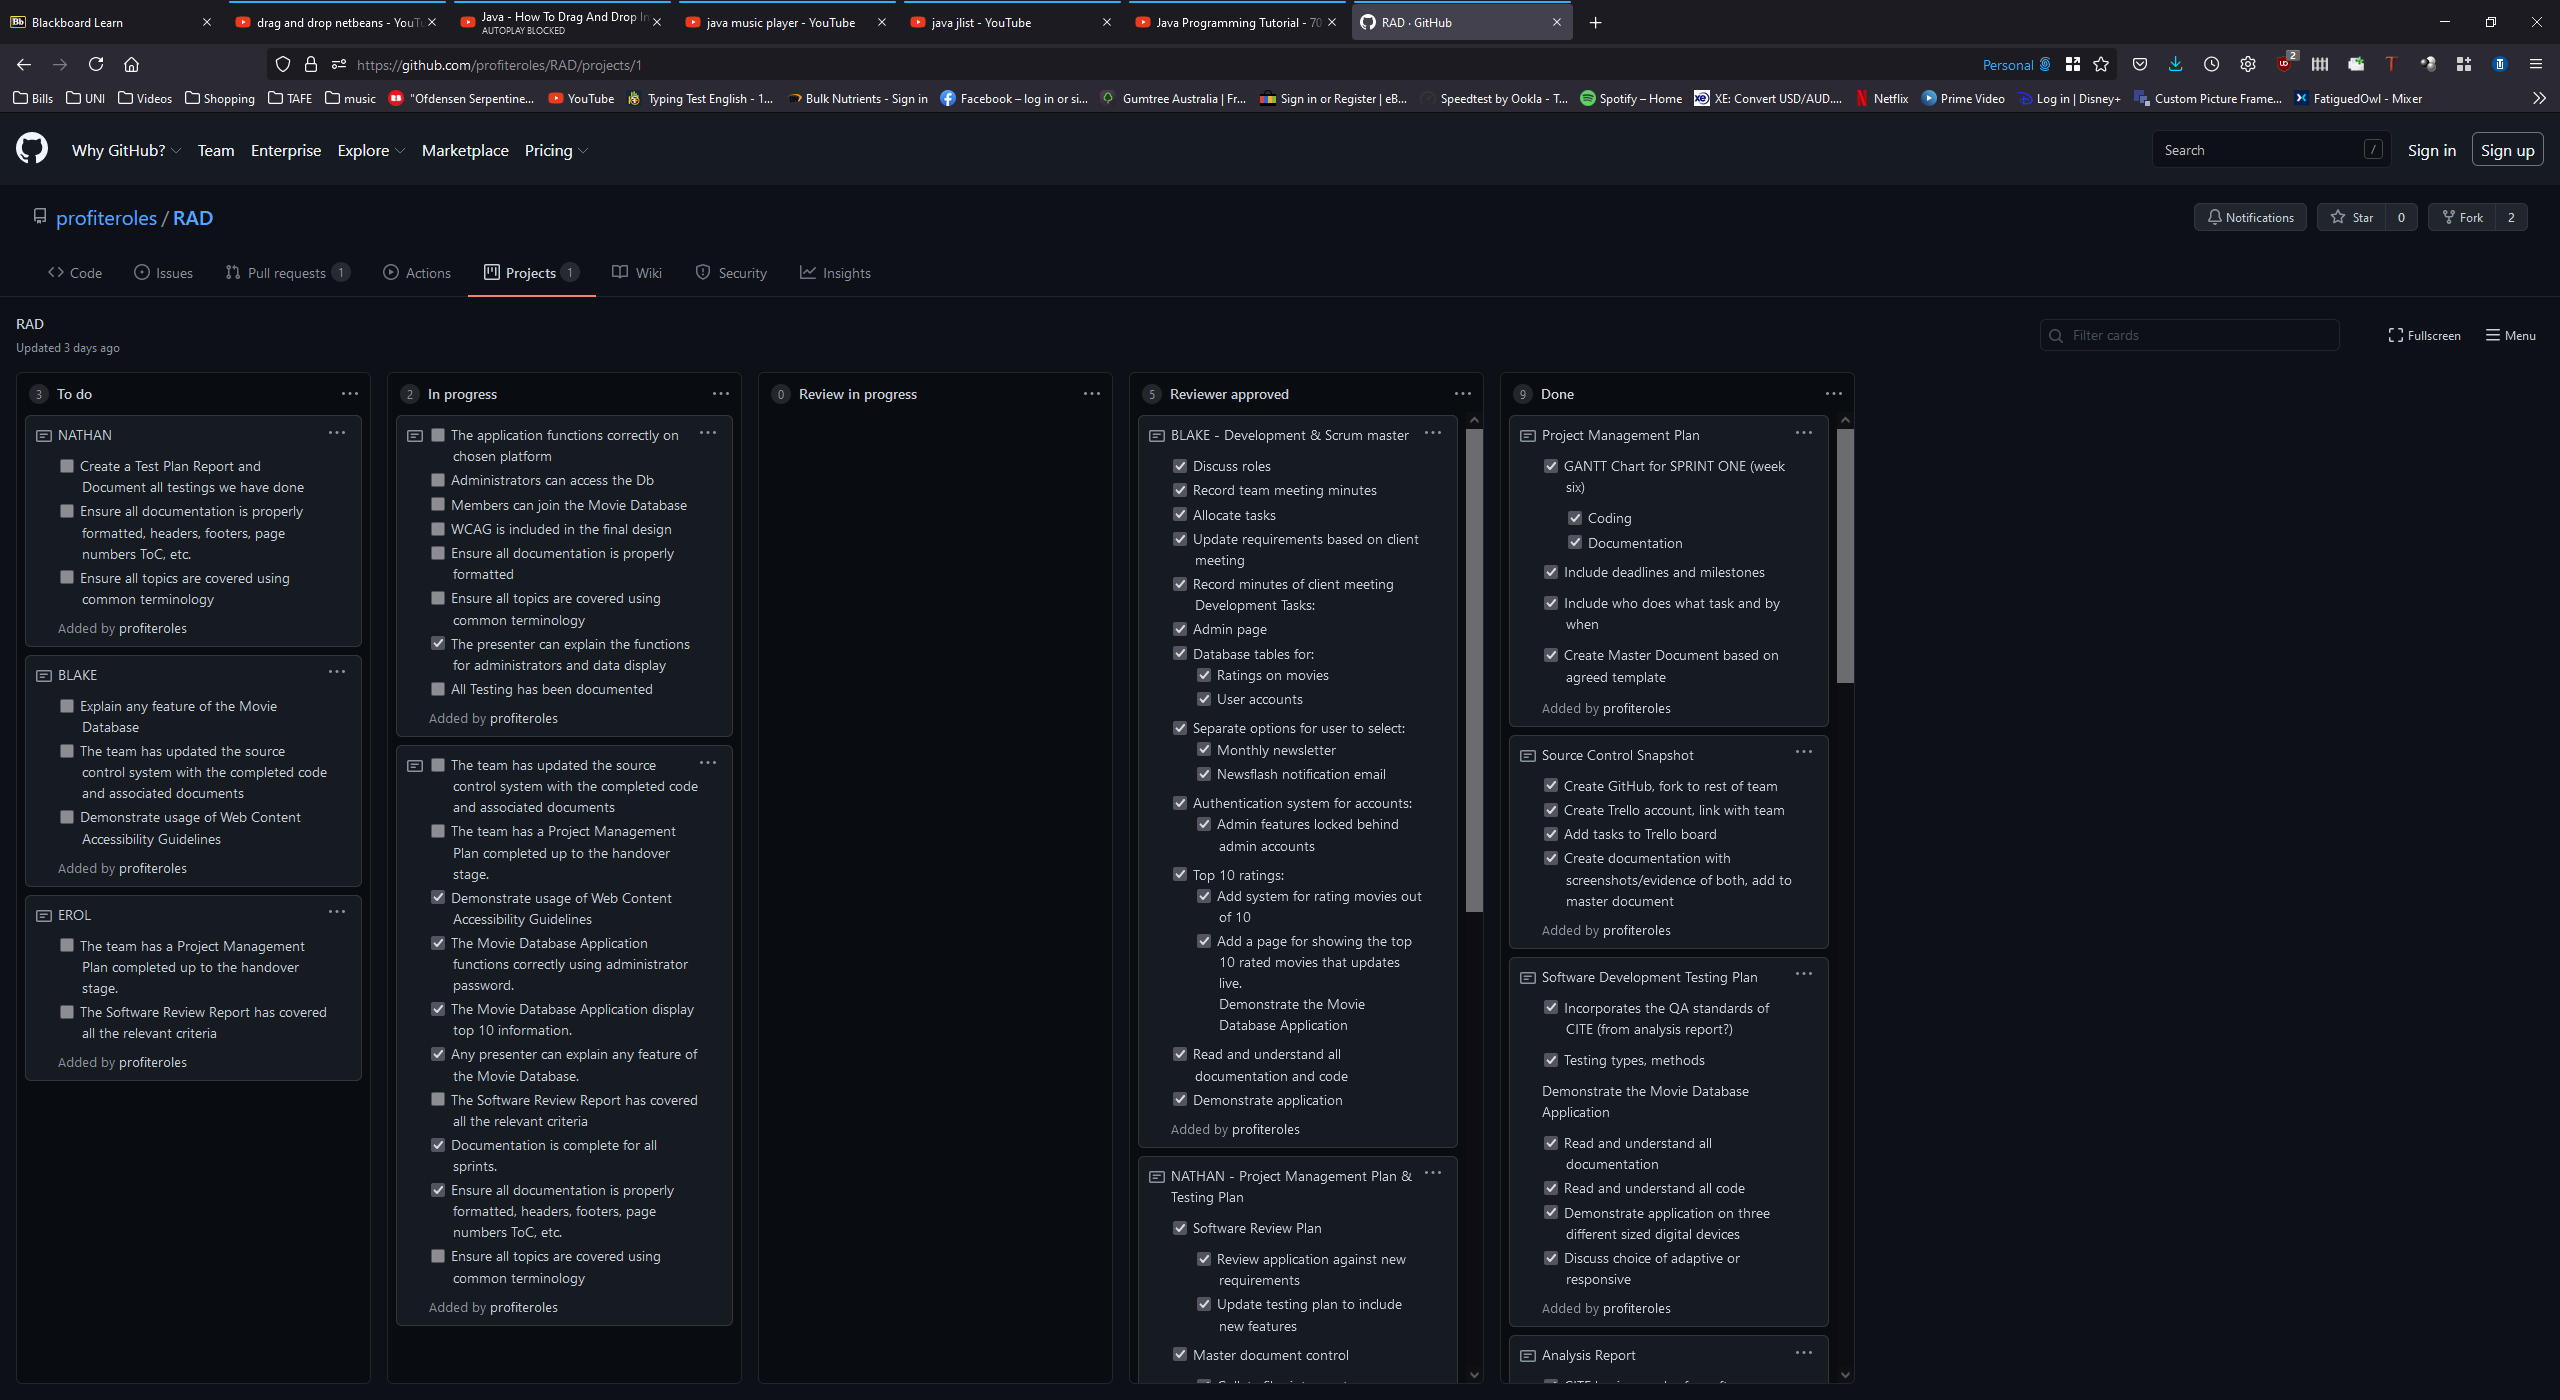 Blackboard Learn
drag and drop netbeans - YouTu
Java - How To Drag And Drop In
AUTOPLAY BLOCKED
java music player - YouTube
java jlist - YouTube
Java Programming Tutorial - 70
RAD · GitHub
https://github.com/profiteroles/RAD/projects/1
Personal
2
Bills
UNI
Videos
Shopping
TAFE
music
"Ofdensen Serpentine...
YouTube
Typing Test English - 1...
Bulk Nutrients - Sign in
Facebook – log in or si...
Gumtree Australia | Fr...
Sign in or Register | eB...
Speedtest by Ookla - T...
Spotify – Home
XE: Convert USD/AUD....
Netflix
Prime Video
Log in | Disney+
Custom Picture Frame...
FatiguedOwl - Mixer
Why GitHub?
Team
Enterprise
Explore
Marketplace
Pricing
Search
/
Sign in
Sign up
profiteroles / RAD
Notifications
Star 0
Fork 2
Code
Issues
Pull requests 1
Actions
Projects 1
Wiki
Security
Insights
RAD
Updated 3 days ago
Filter cards
Fullscreen
Menu
3 To do
NATHAN
Create a Test Plan Report and
Document all testings we have done
Ensure all documentation is properly
formatted, headers, footers, page
numbers ToC, etc.
Ensure all topics are covered using
common terminology
Added by profiteroles
BLAKE
Explain any feature of the Movie
Database
The team has updated the source
control system with the completed code
and associated documents
Demonstrate usage of Web Content
Accessibility Guidelines
Added by profiteroles
EROL
The team has a Project Management
Plan completed up to the handover
stage.
The Software Review Report has covered
all the relevant criteria
Added by profiteroles
2 In progress
The application functions correctly on
chosen platform
Administrators can access the Db
Members can join the Movie Database
WCAG is included in the final design
Ensure all documentation is properly
formatted
Ensure all topics are covered using
common terminology
The presenter can explain the functions
for administrators and data display
All Testing has been documented
Added by profiteroles
The team has updated the source
control system with the completed code
and associated documents
The team has a Project Management
Plan completed up to the handover
stage.
Demonstrate usage of Web Content
Accessibility Guidelines
The Movie Database Application
functions correctly using administrator
password.
The Movie Database Application display
top 10 information.
Any presenter can explain any feature of
the Movie Database.
The Software Review Report has covered
all the relevant criteria
Documentation is complete for all
sprints.
Ensure all documentation is properly
formatted, headers, footers, page
numbers ToC, etc.
Ensure all topics are covered using
common terminology
Added by profiteroles
0 Review in progress
5 Reviewer approved
BLAKE - Development & Scrum master
Discuss roles
Record team meeting minutes
Allocate tasks
Update requirements based on client
meeting
Record minutes of client meeting
Development Tasks:
Admin page
Database tables for:
Ratings on movies
User accounts
Separate options for user to select:
Monthly newsletter
Newsflash notification email
Authentication system for accounts:
Admin features locked behind
admin accounts
Top 10 ratings:
Add system for rating movies out
of 10
Add a page for showing the top
10 rated movies that updates
live.
Demonstrate the Movie
Database Application
Read and understand all
documentation and code
Demonstrate application
Added by profiteroles
NATHAN - Project Management Plan &
Testing Plan
Software Review Plan
Review application against new
requirements
Update testing plan to include
new features
Master document control
9 Done
Project Management Plan
GANTT Chart for SPRINT ONE (week
six)
Coding
Documentation
Include deadlines and milestones
Include who does what task and by
when
Create Master Document based on
agreed template
Added by profiteroles
Source Control Snapshot
Create GitHub, fork to rest of team
Create Trello account, link with team
Add tasks to Trello board
Create documentation with
screenshots/evidence of both, add to
master document
Added by profiteroles
Software Development Testing Plan
Incorporates the QA standards of
CITE (from analysis report?)
Testing types, methods
Demonstrate the Movie Database
Application
Read and understand all
documentation
Read and understand all code
Demonstrate application on three
different sized digital devices
Discuss choice of adaptive or
responsive
Added by profiteroles
Analysis Report